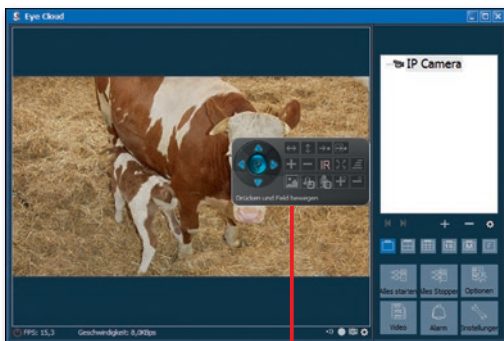 Eye Cloud
IP Camera
IR
Drücken und Feld bewegen
Alles starten
Alles Stoppen
Optionen
Video
Alarm
Einstellungen
FPS: 15,3
Geschwindigkeit: 8,0KBps